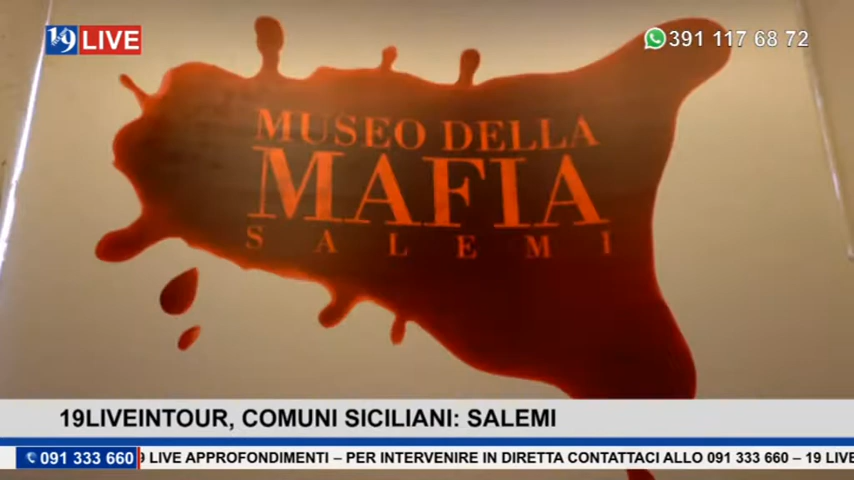 19 LIVE
391 117 68 72
MUSEO DELLA
MAFIA
SALEMI
19LIVEINTOUR, COMUNI SICILIANI: SALEMI
091 333 660
9 LIVE APPROFONDIMENTI – PER INTERVENIRE IN DIRETTA CONTATTACI ALLO 091 333 660 – 19 LIVE